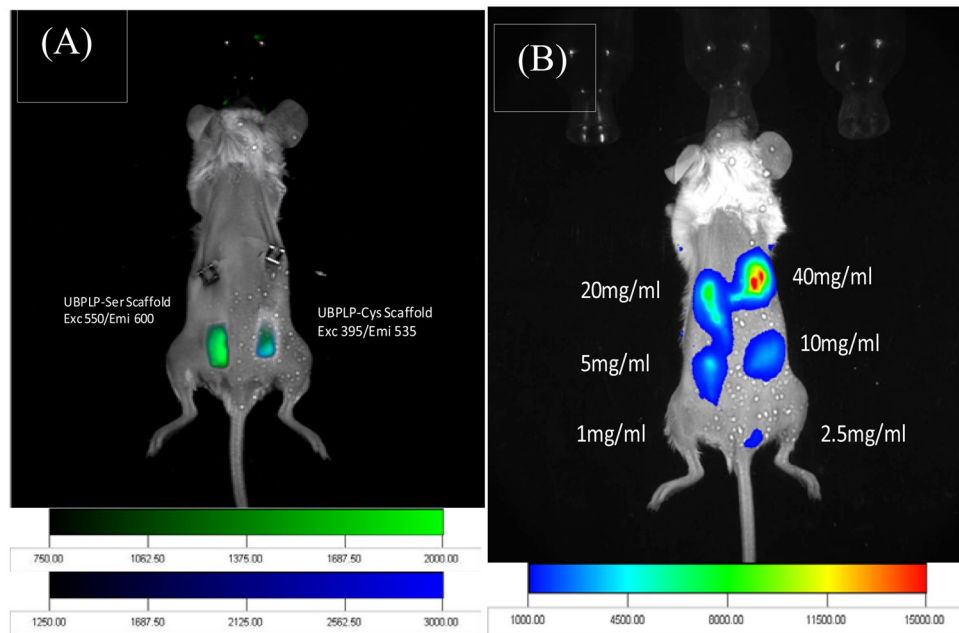 (A)
UBPLP-Ser Scaffold
Exc 550/Emi 600
UBPLP-Cys Scaffold
Exc 395/Emi 535
750.00 1062.50 1375.00 1687.50 2000.00
1250.00 1687.50 2125.00 2562.50 3000.00
(B)
20mg/ml
40mg/ml
5mg/ml
10mg/ml
1mg/ml
2.5mg/ml
1000.00 4500.00 8000.00 11500.00 15000.00